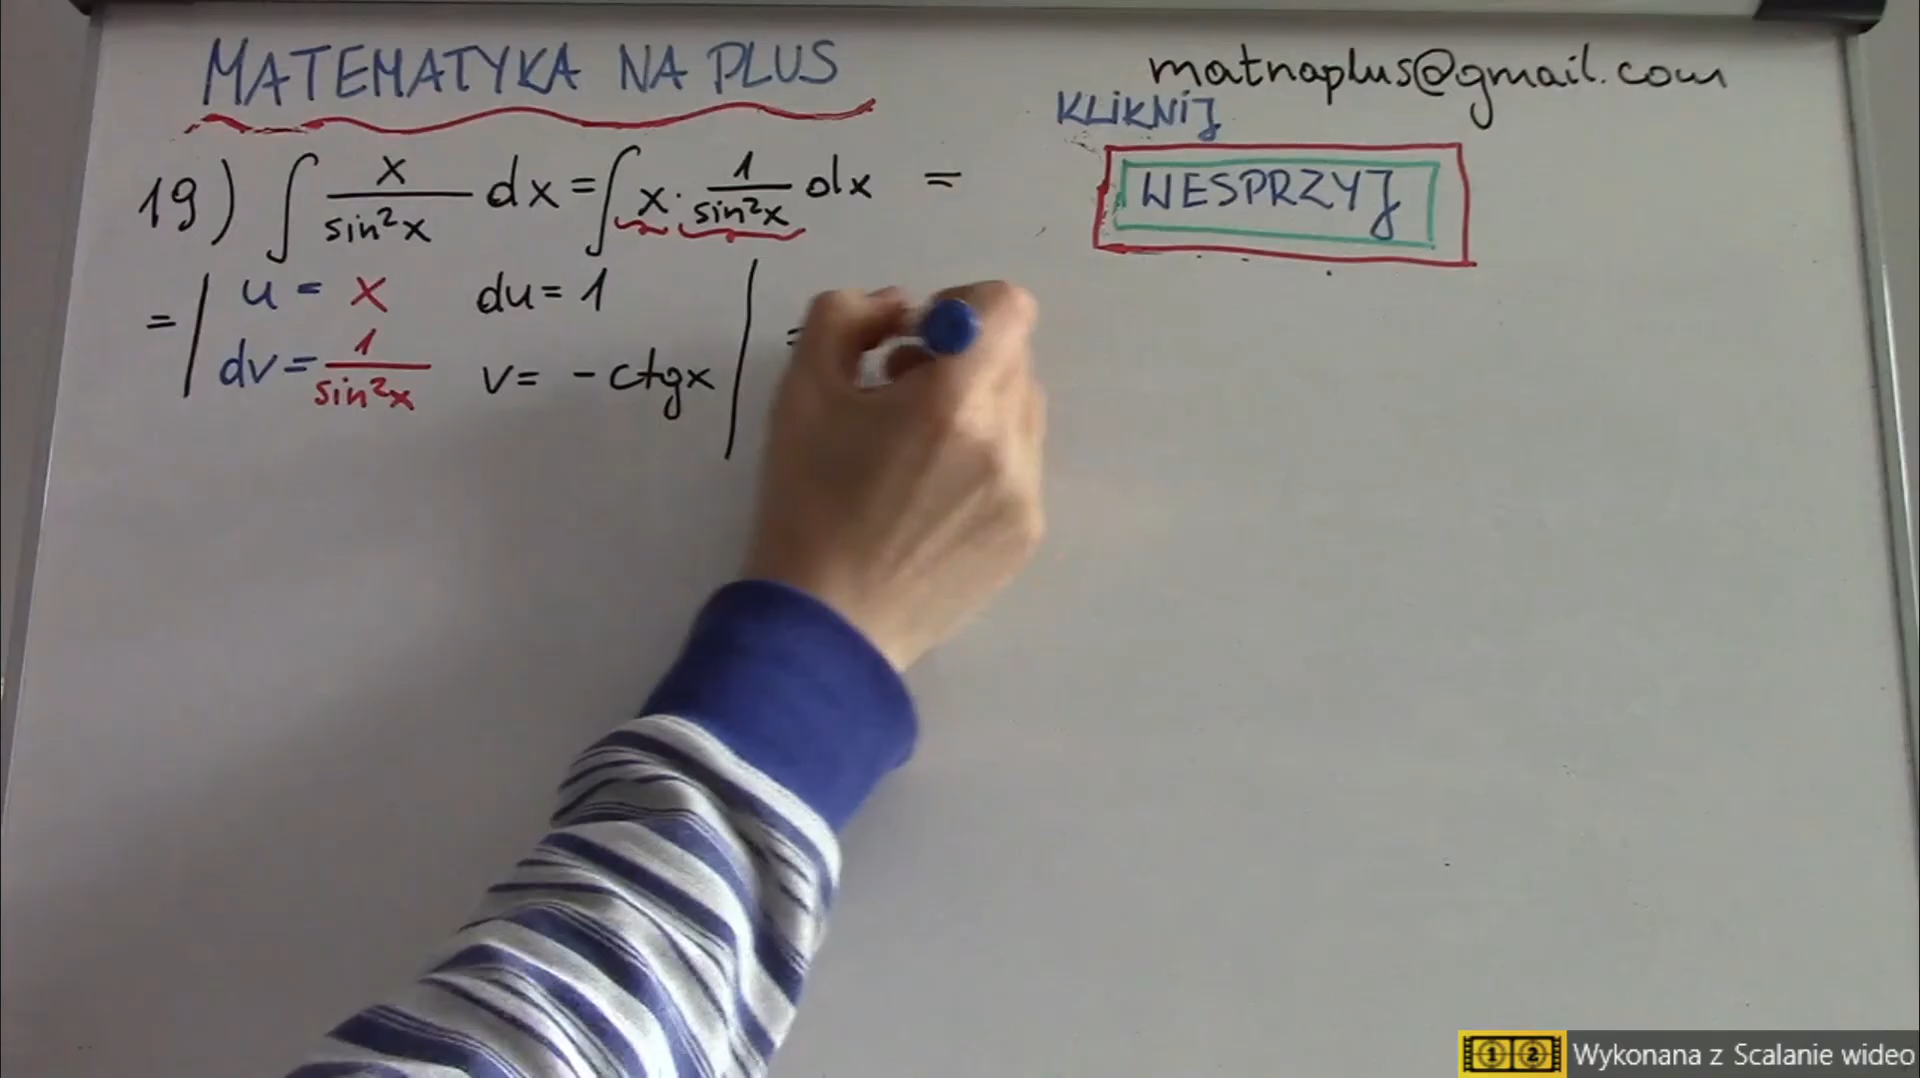 MATEMATYKA NA PLUS
matnaplus@gmail.com
KLIKNIJ
WESPRZYJ
19) ∫ x/sin²x dx = ∫ x · 1/sin²x dx =
= | u = x du = 1
dv = 1/sin²x v = -ctgx | =
Wykonana z Scalanie wideo